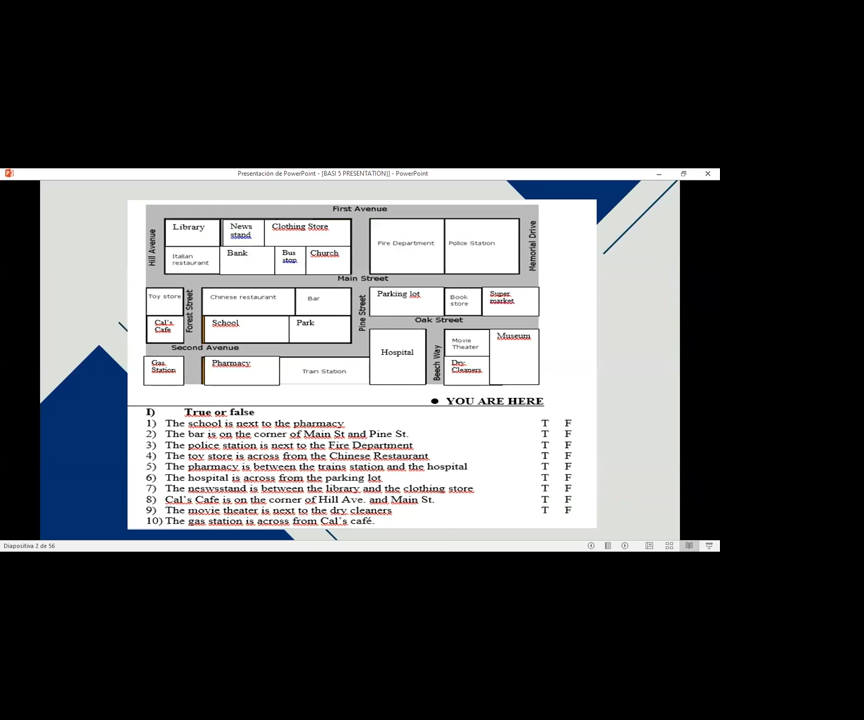 Presentación de PowerPoint - [BASI 5 PRESENTATION] - PowerPoint
First Avenue
Library
News stand
Clothing Store
Fire Department
Police Station
Hill Avenue
Italian restaurant
Bank
Bus stop
Church
Memorial Drive
Main Street
Toy store
Forest Street
Chinese restaurant
Bar
Pine Street
Parking lot
Book store
Super market
Cal's Cafe
School
Park
Oak Street
Second Avenue
Hospital
Beech Way
Movie Theater
Museum
Gas Station
Pharmacy
Train Station
Dry Cleaners
● YOU ARE HERE
I) True or false
1) The school is next to the pharmacy T F
2) The bar is on the corner of Main St and Pine St. T F
3) The police station is next to the Fire Department T F
4) The toy store is across from the Chinese Restaurant T F
5) The pharmacy is between the trains station and the hospital T F
6) The hospital is across from the parking lot T F
7) The neswsstand is between the library and the clothing store T F
8) Cal's Cafe is on the corner of Hill Ave. and Main St. T F
9) The movie theater is next to the dry cleaners T F
10) The gas station is across from Cal's café.
Diapositiva 2 de 56